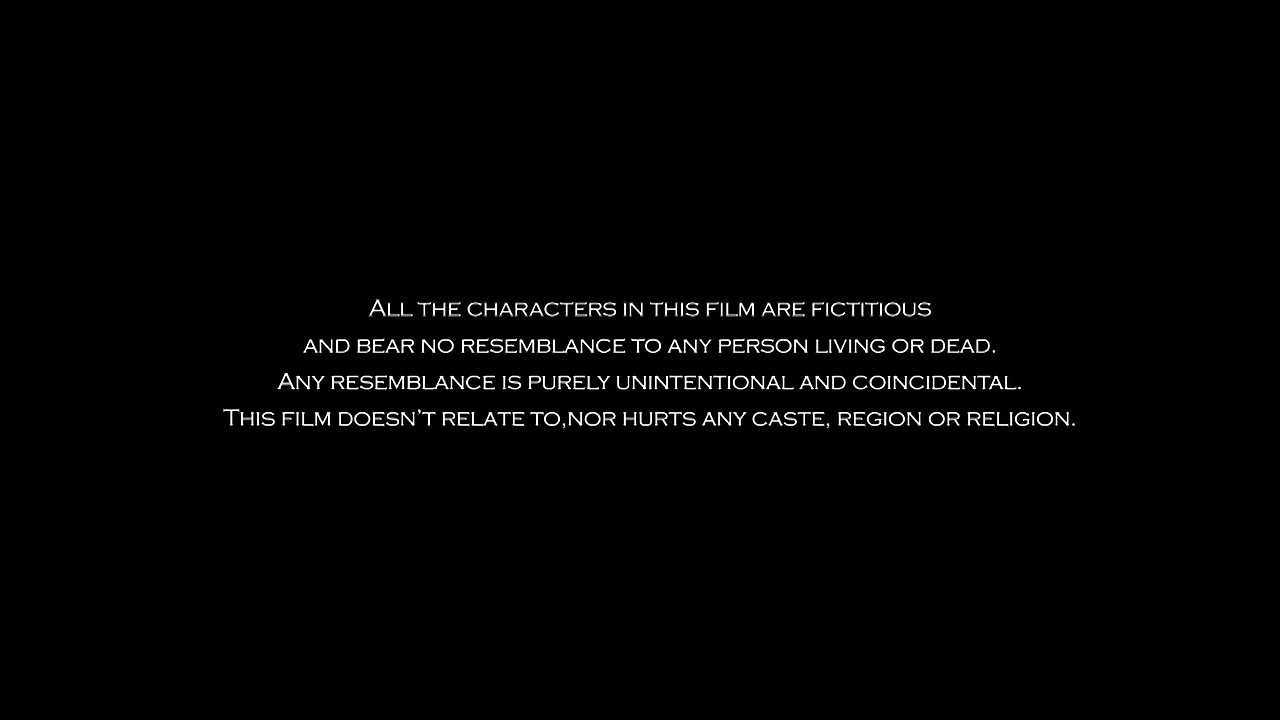 All the characters in this film are fictitious
and bear no resemblance to any person living or dead.
Any resemblance is purely unintentional and coincidental.
This film doesn't relate to,nor hurts any caste, region or religion.